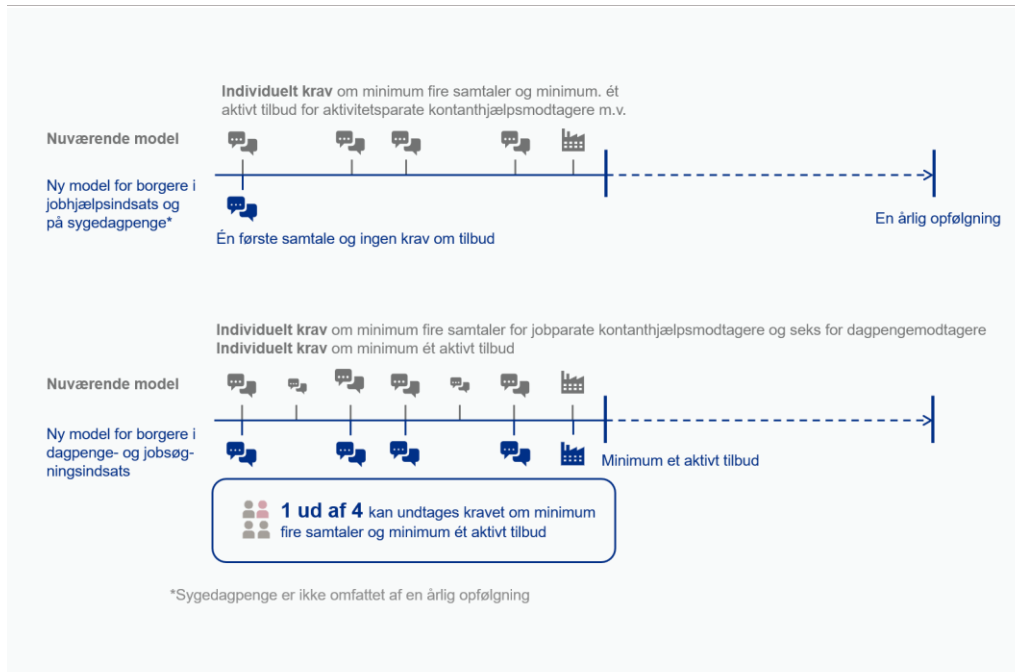 Individuelt krav om minimum fire samtaler og minimum. ét
aktivt tilbud for aktivitetsparate kontanthjælpsmodtagere m.v.
Nuværende model
Ny model for borgere i
jobhjælpsindsats og
på sygedagpenge*
Én første samtale og ingen krav om tilbud
En årlig opfølgning
Individuelt krav om minimum fire samtaler for jobparate kontanthjælpsmodtagere og seks for dagpengemodtagere
Individuelt krav om minimum ét aktivt tilbud
Nuværende model
Ny model for borgere i
dagpenge- og jobsøg-
ningsindsats
Minimum et aktivt tilbud
1 ud af 4 kan undtages kravet om minimum
fire samtaler og minimum ét aktivt tilbud
*Sygedagpenge er ikke omfattet af en årlig opfølgning